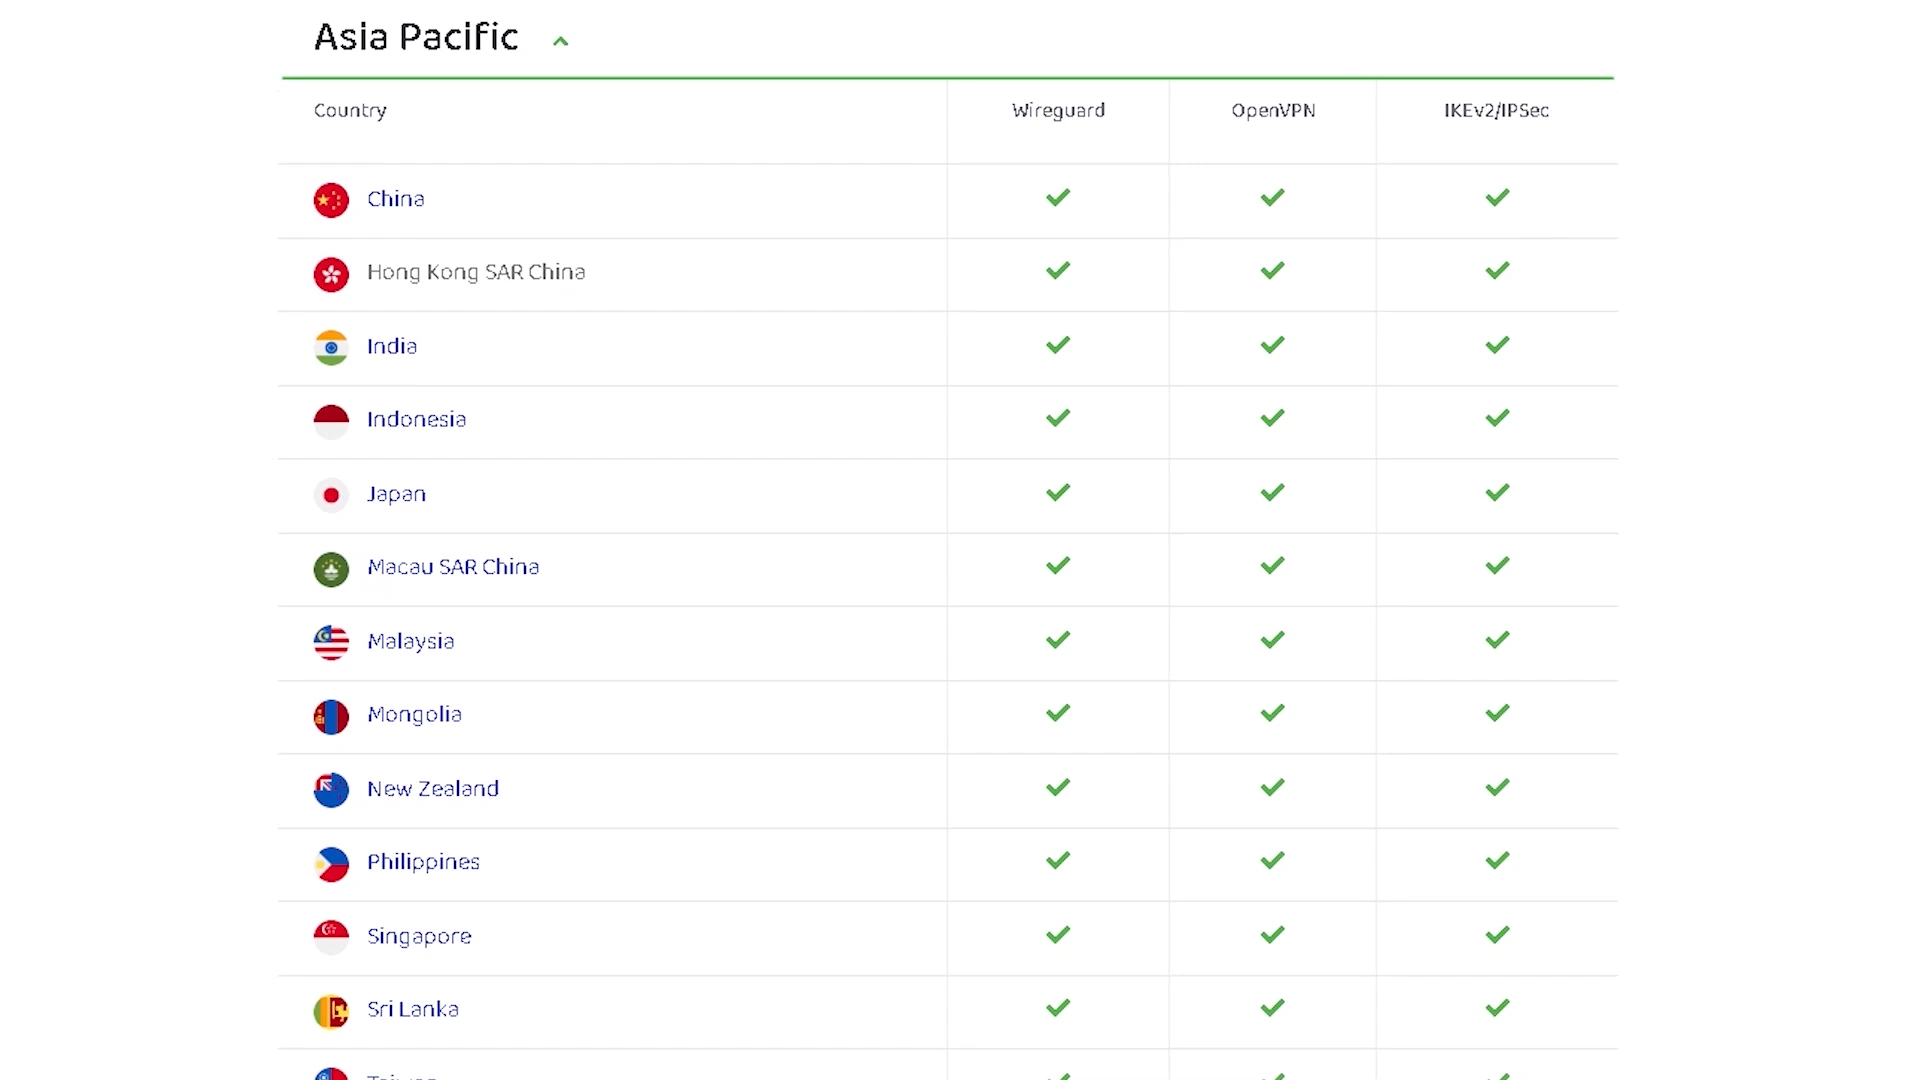 Asia Pacific
Country Wireguard OpenVPN IKEv2/IPSec
China
Hong Kong SAR China
India
Indonesia
Japan
Macau SAR China
Malaysia
Mongolia
New Zealand
Philippines
Singapore
Sri Lanka